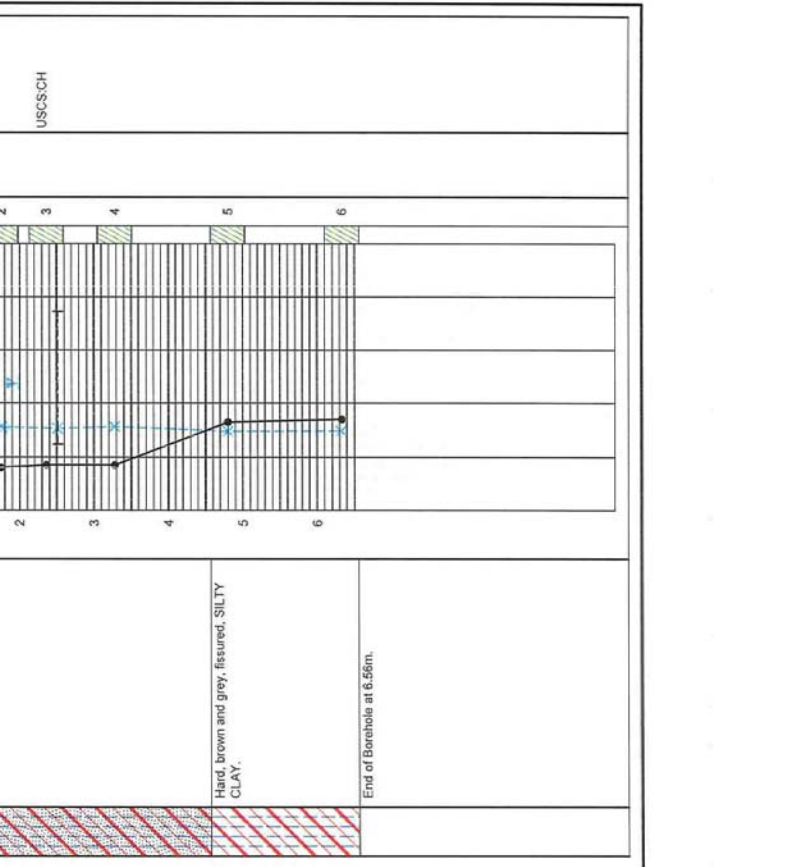 USCS:CH
2
3
4
5
6
2
3
4
5
6
Hard, brown and grey, fissured, SILTY
CLAY.
End of Borehole at 6.56m.